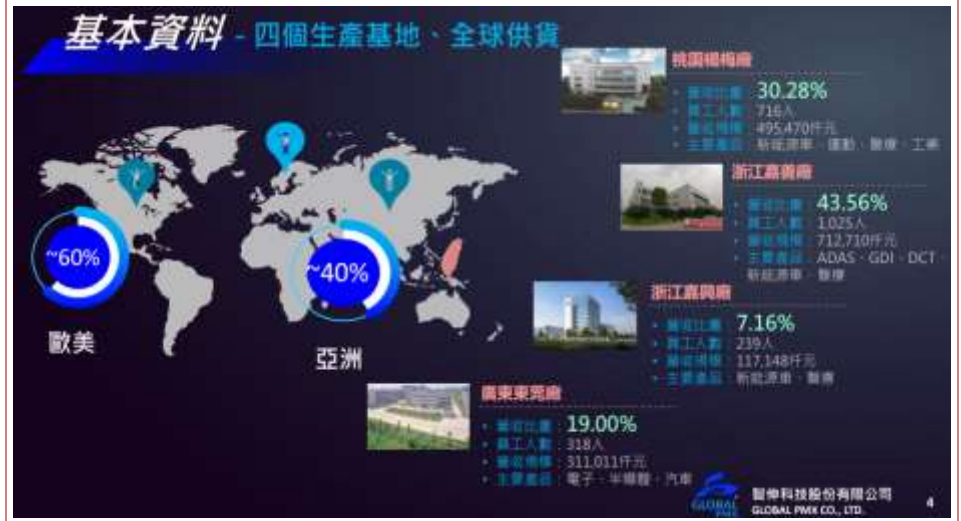 基本資料 - 四個生產基地、全球供貨
桃園楊梅廠
營收比重：30.28%
員工人數：716人
營收規模：495,470仟元
主要產品：新能源車、運動、醫療、工業
浙江嘉善廠
營收比重：43.56%
員工人數：1,025人
營收規模：712,710仟元
主要產品：ADAS、GDI、DCT、
新能源車、醫療
~60%
~40%
浙江嘉興廠
營收比重：7.16%
員工人數：239人
營收規模：117,148仟元
主要產品：新能源車、醫療
歐美
亞洲
廣東東莞廠
營收比重：19.00%
員工人數：318人
營收規模：311,011仟元
主要產品：電子、半導體、汽車
GLOBAL PMX
智伸科技股份有限公司
GLOBAL PMX CO., LTD.
4